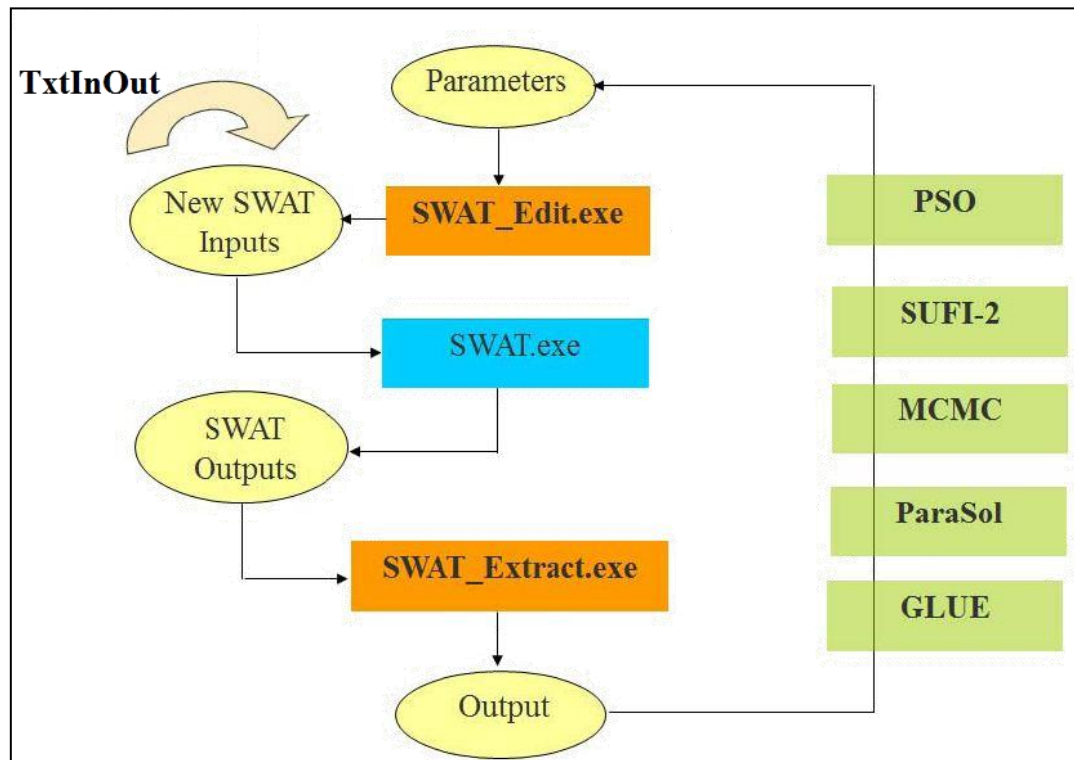 TxtInOut
Parameters
New SWAT
Inputs
SWAT_Edit.exe
SWAT.exe
SWAT
Outputs
SWAT_Extract.exe
Output
PSO
SUFI-2
MCMC
ParaSol
GLUE